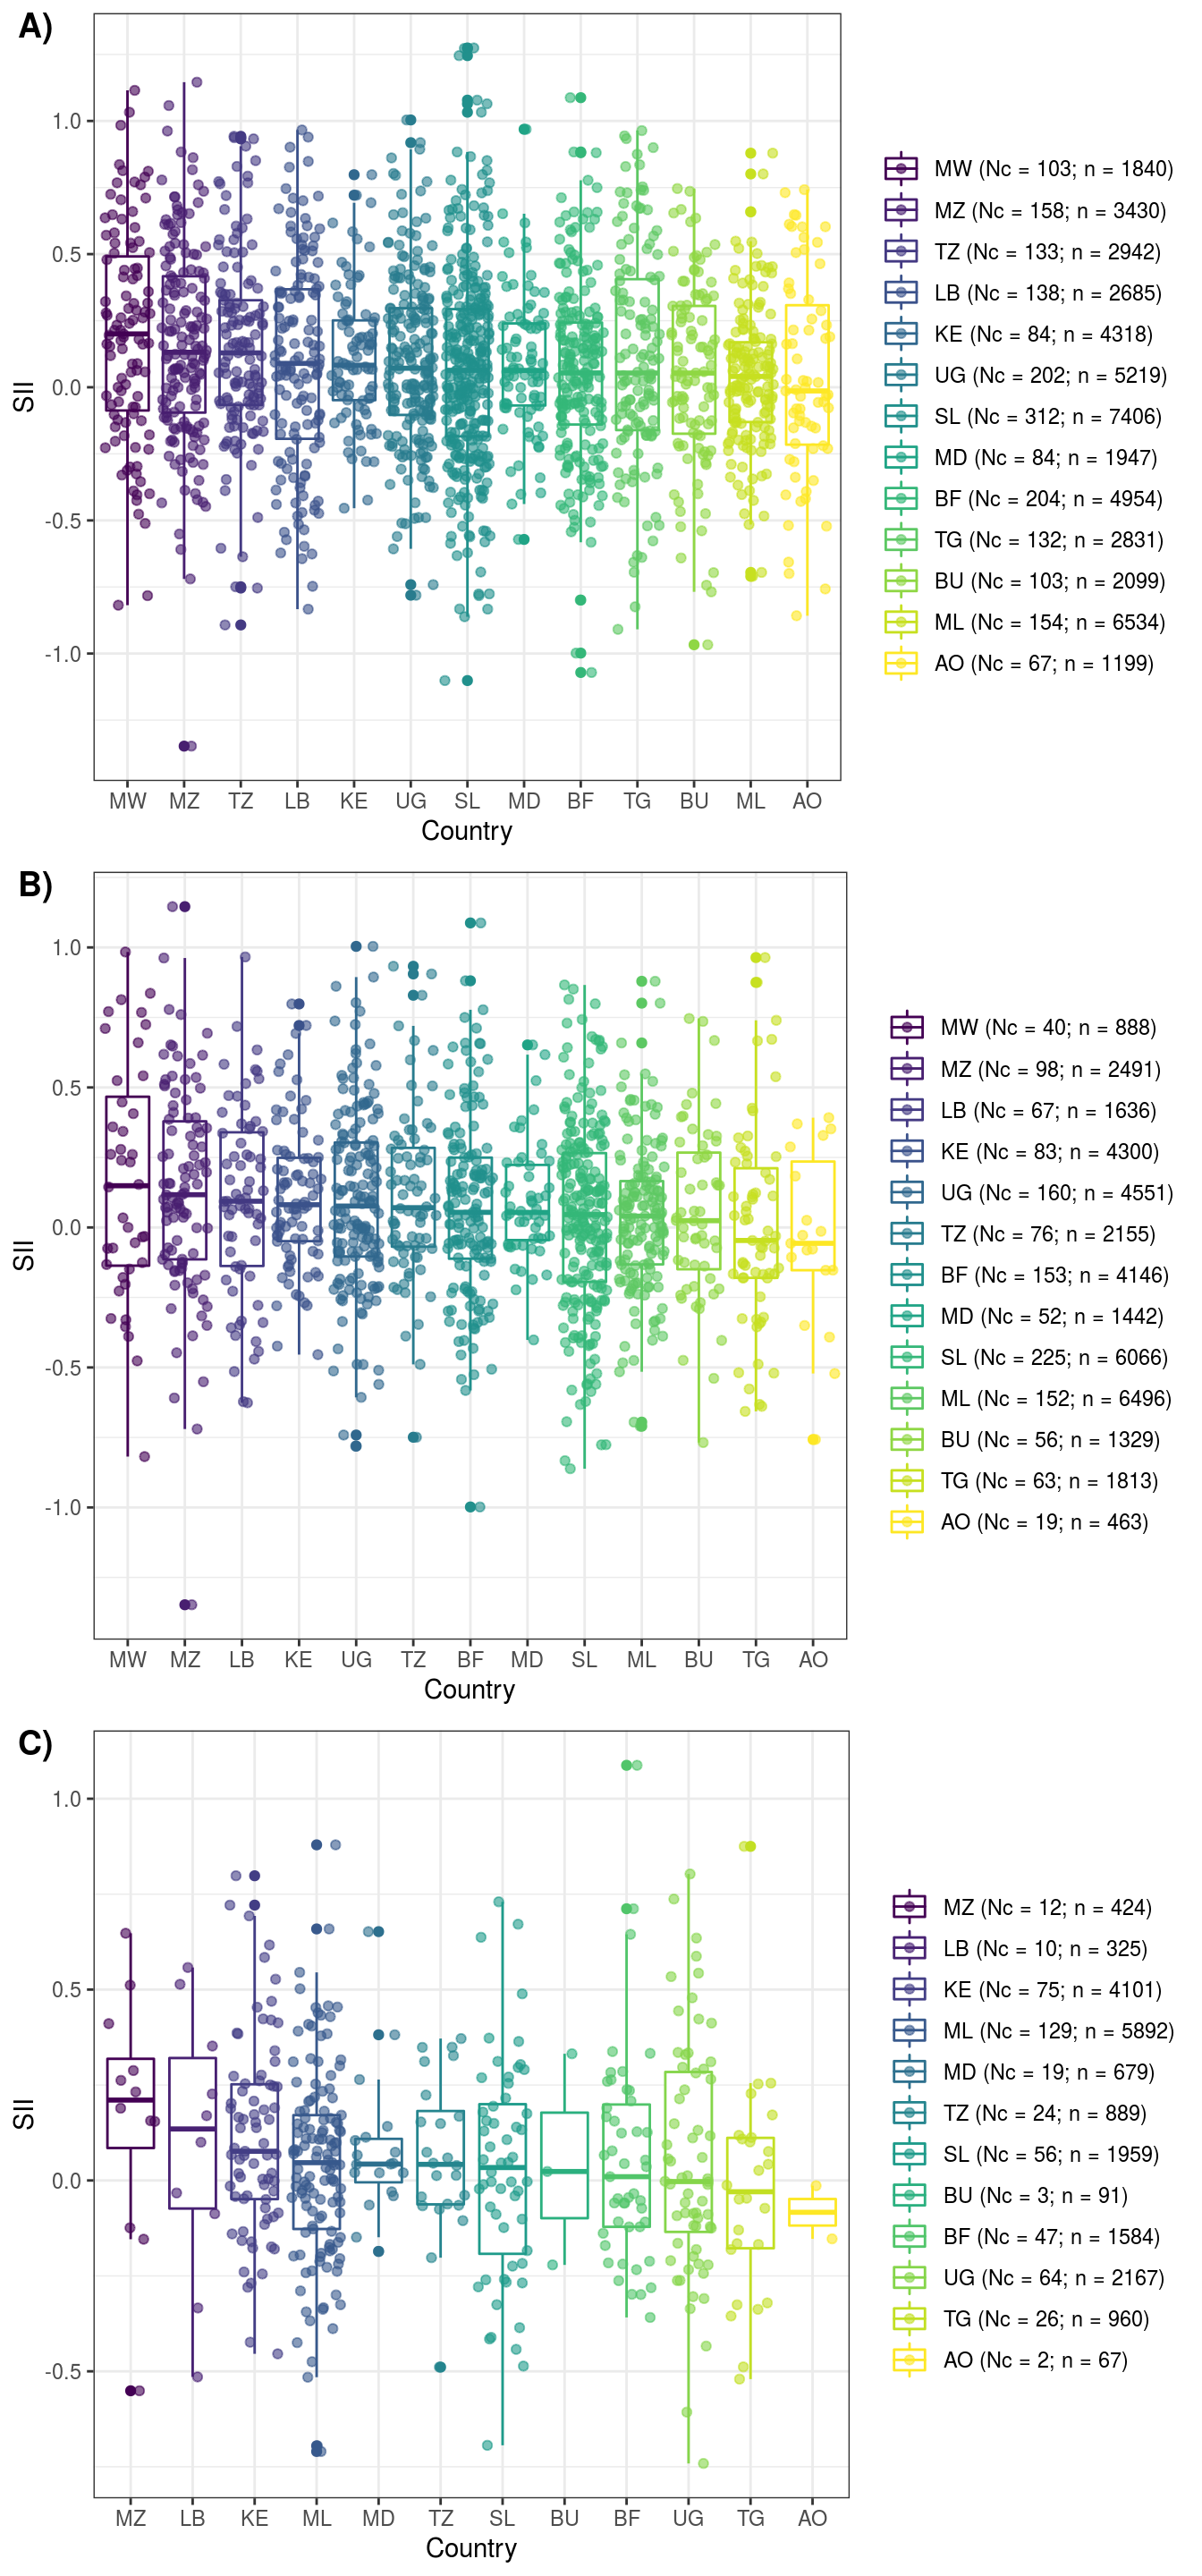 A)
1.0
0.5
0.0
-0.5
-1.0
SII
MW MZ TZ LB KE UG SL MD BF TG BU ML AO
Country
MW (Nc = 103; n = 1840)
MZ (Nc = 158; n = 3430)
TZ (Nc = 133; n = 2942)
LB (Nc = 138; n = 2685)
KE (Nc = 84; n = 4318)
UG (Nc = 202; n = 5219)
SL (Nc = 312; n = 7406)
MD (Nc = 84; n = 1947)
BF (Nc = 204; n = 4954)
TG (Nc = 132; n = 2831)
BU (Nc = 103; n = 2099)
ML (Nc = 154; n = 6534)
AO (Nc = 67; n = 1199)
B)
1.0
0.5
0.0
-0.5
-1.0
SII
MW MZ LB KE UG TZ BF MD SL ML BU TG AO
Country
MW (Nc = 40; n = 888)
MZ (Nc = 98; n = 2491)
LB (Nc = 67; n = 1636)
KE (Nc = 83; n = 4300)
UG (Nc = 160; n = 4551)
TZ (Nc = 76; n = 2155)
BF (Nc = 153; n = 4146)
MD (Nc = 52; n = 1442)
SL (Nc = 225; n = 6066)
ML (Nc = 152; n = 6496)
BU (Nc = 56; n = 1329)
TG (Nc = 63; n = 1813)
AO (Nc = 19; n = 463)
C)
1.0
0.5
0.0
-0.5
SII
MZ LB KE ML MD TZ SL BU BF UG TG AO
Country
MZ (Nc = 12; n = 424)
LB (Nc = 10; n = 325)
KE (Nc = 75; n = 4101)
ML (Nc = 129; n = 5892)
MD (Nc = 19; n = 679)
TZ (Nc = 24; n = 889)
SL (Nc = 56; n = 1959)
BU (Nc = 3; n = 91)
BF (Nc = 47; n = 1584)
UG (Nc = 64; n = 2167)
TG (Nc = 26; n = 960)
AO (Nc = 2; n = 67)